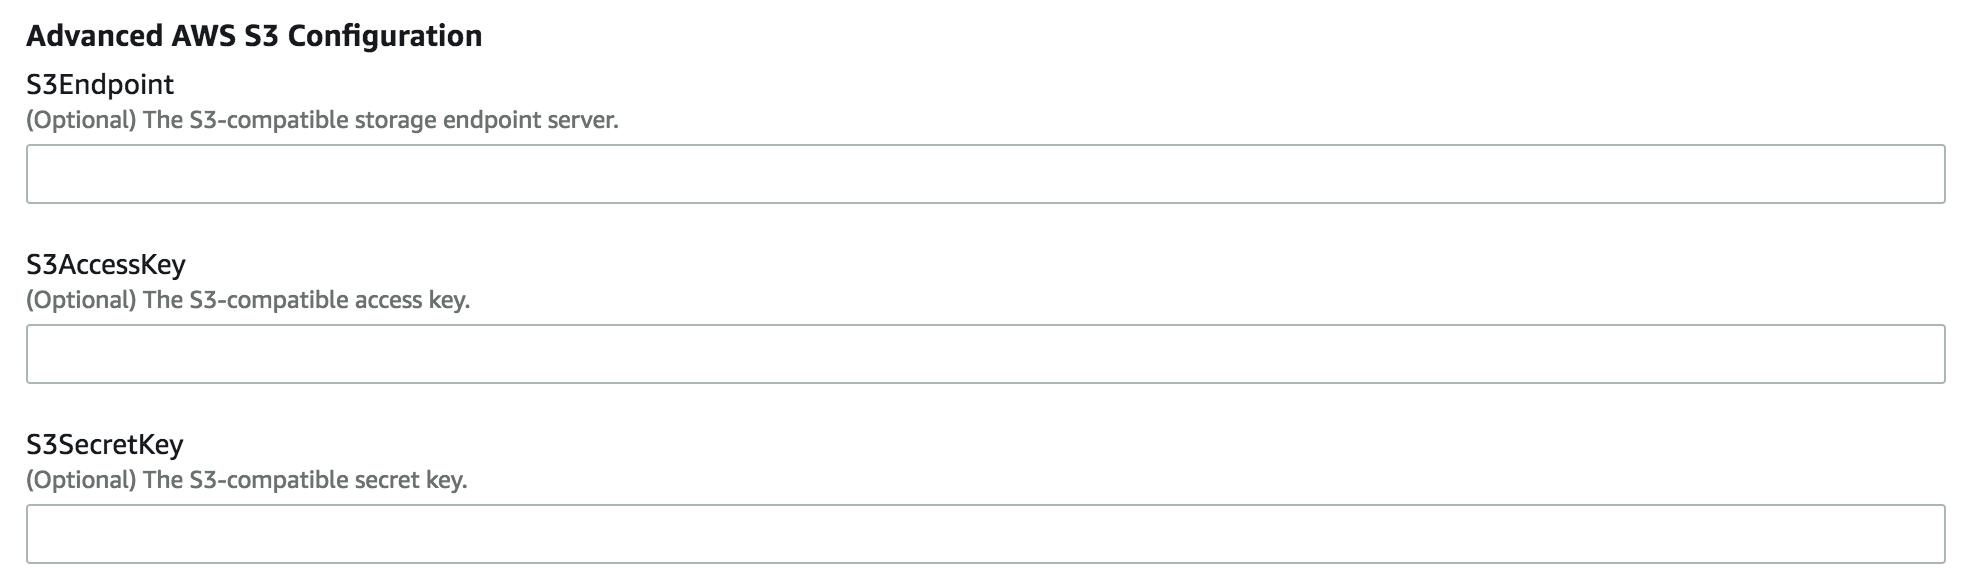 Advanced AWS S3 Configuration
S3Endpoint
(Optional) The S3-compatible storage endpoint server.
S3AccessKey
(Optional) The S3-compatible access key.
S3SecretKey
(Optional) The S3-compatible secret key.